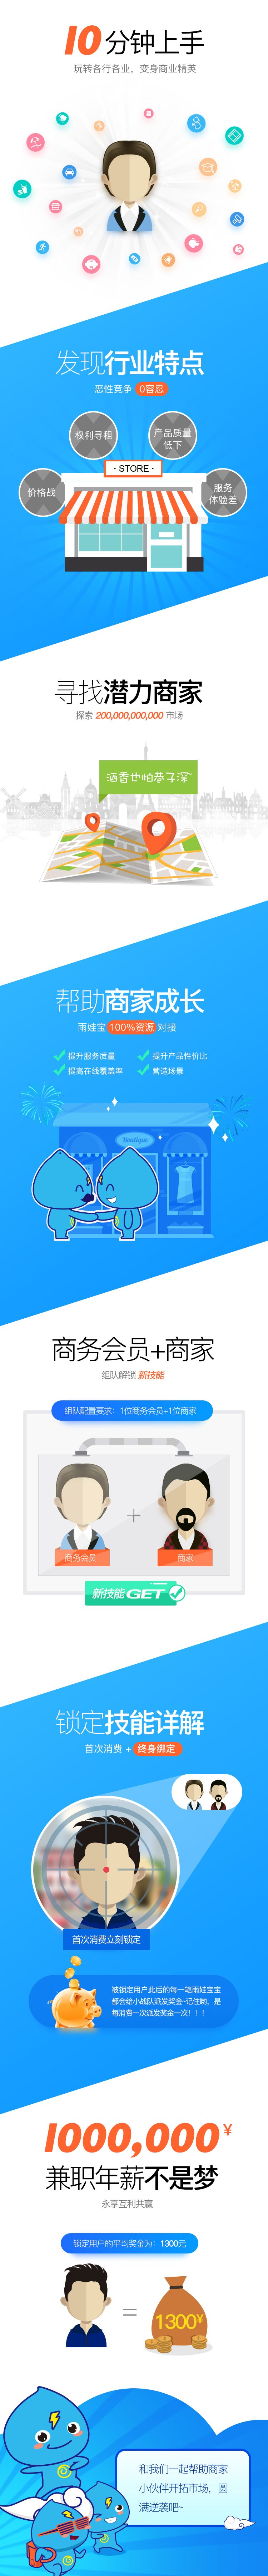 10分钟上手
玩转各行各业，变身商业精英
发现行业特点
恶性竞争 0容忍
权利寻租
产品质量
低下
· STORE ·
价格战
服务
体验差
寻找潜力商家
探索 200,000,000,000 市场
酒香也怕巷子深
帮助商家成长
雨娃宝 100%资源 对接
提升服务质量
提升产品性价比
提高在线覆盖率
营造场景
Boutique
商务会员+商家
组队解锁 新技能
组队配置要求：1位商务会员+1位商家
商务会员
商家
新技能GET
锁定技能详解
首次消费 + 终身绑定
首次消费立刻锁定
被锁定用户此后的每一笔雨娃宝宝
都会给小战队派发奖金~记住哟，是
每消费一次派发奖金一次！！！
1000,000¥
兼职年薪不是梦
永享互利共赢
锁定用户的平均奖金为：1300元
1300¥
和我们一起帮助商家
小伙伴开拓市场，圆
满逆袭吧~